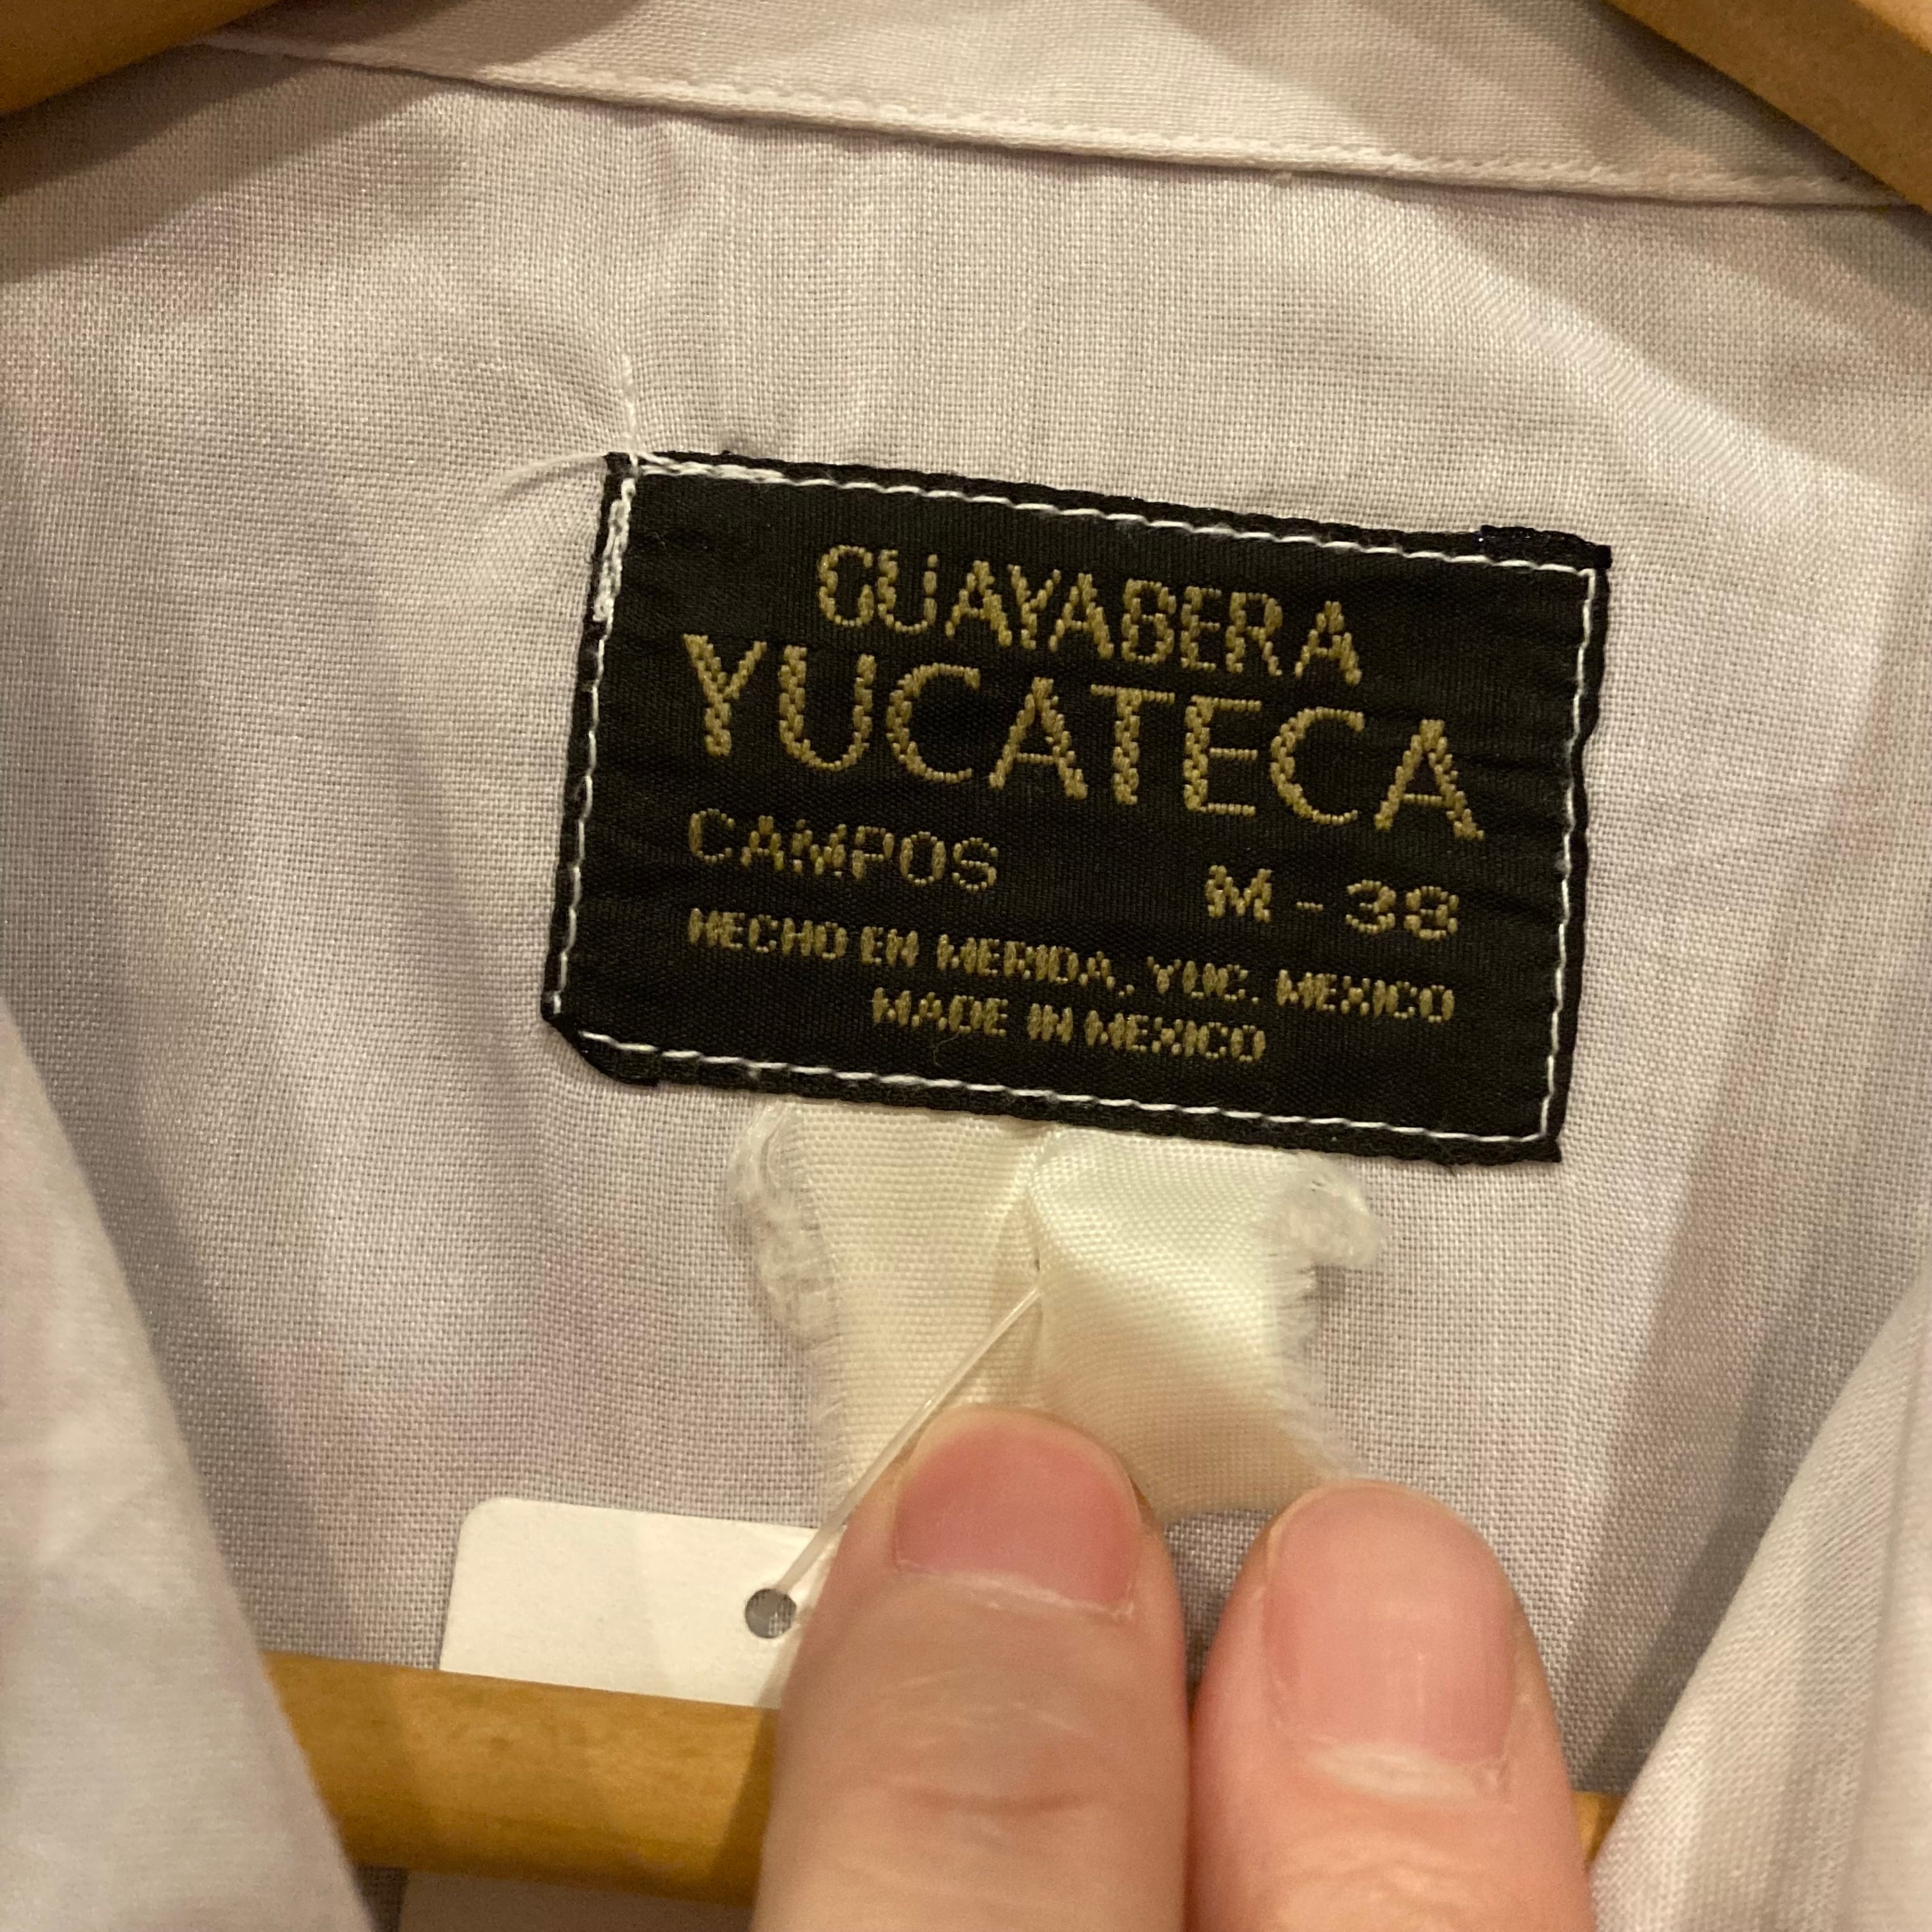 GUAYABERA
YUCATECA
CAMPOS M - 38
HECHO EN MERIDA, YUC. MEXICO
MADE IN MEXICO